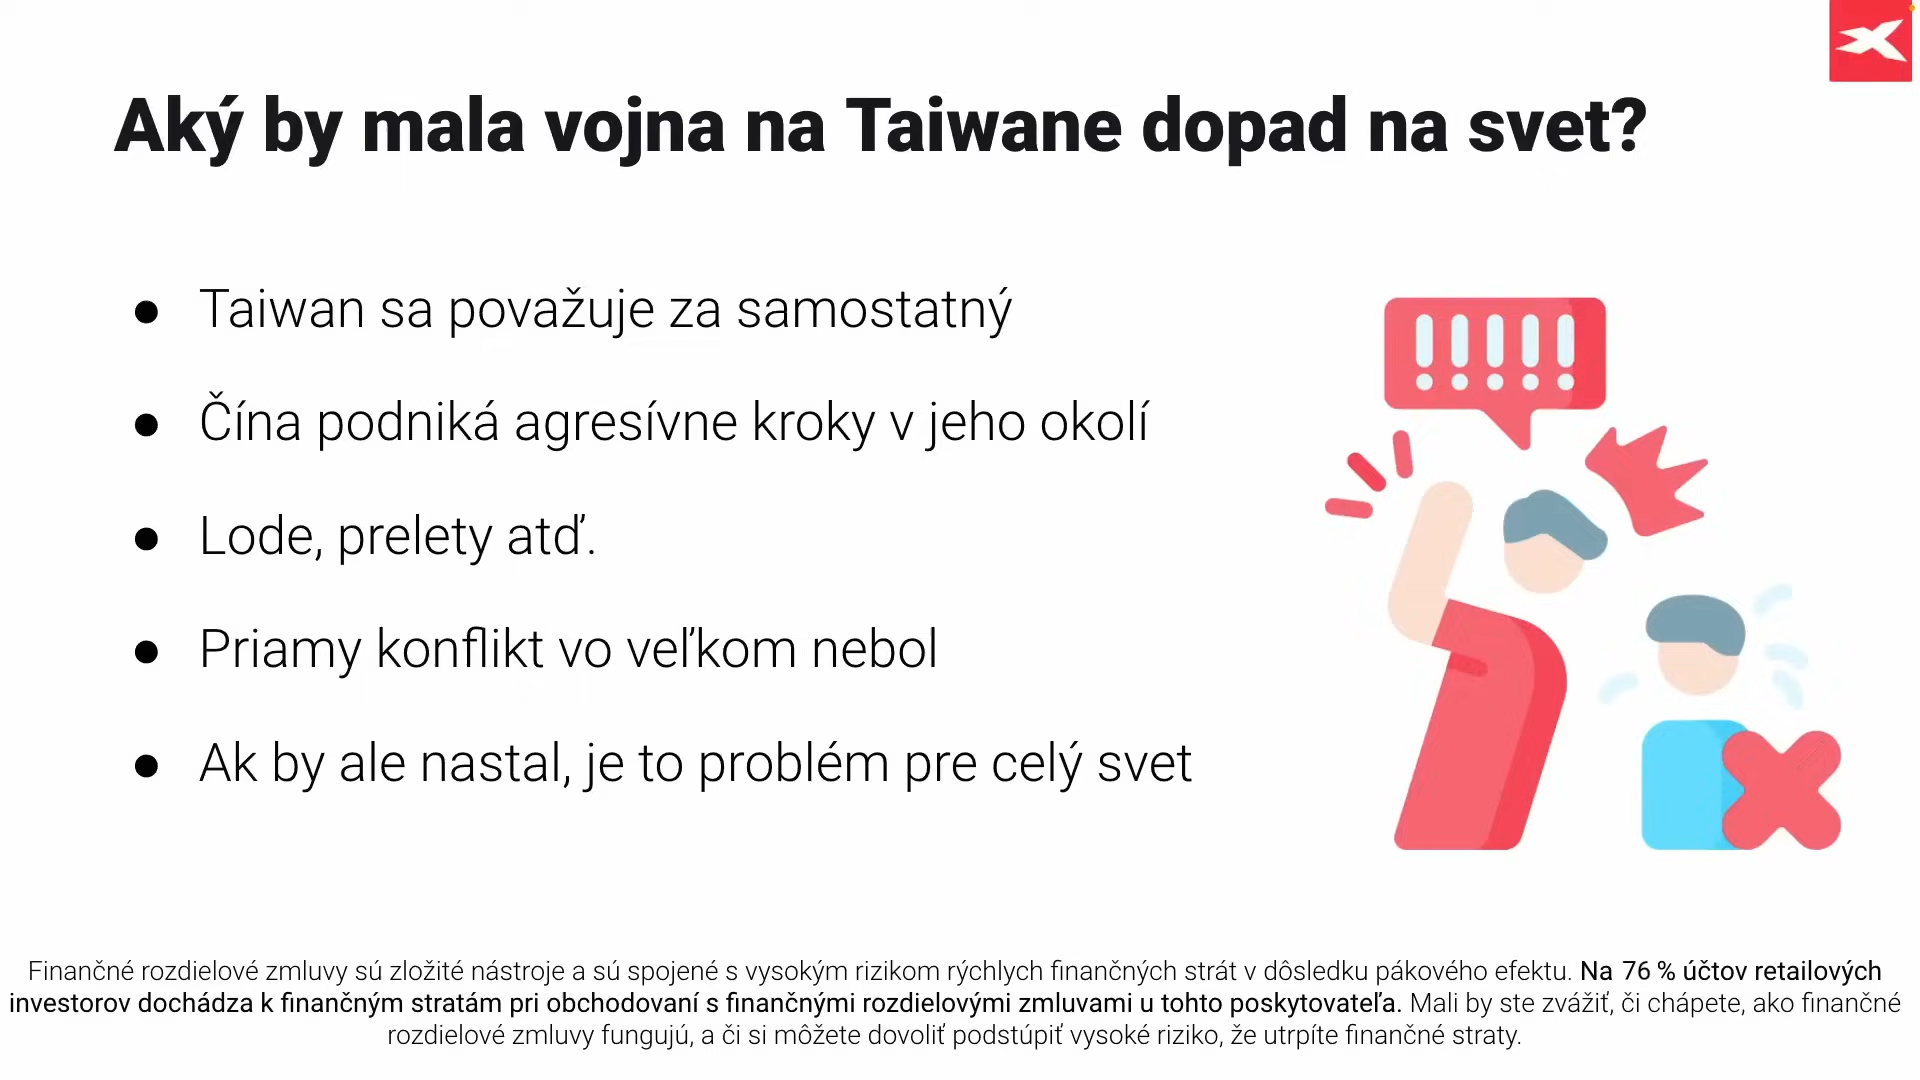 Aký by mala vojna na Taiwane dopad na svet?
● Taiwan sa považuje za samostatný
● Čína podniká agresívne kroky v jeho okolí
● Lode, prelety atď.
● Priamy konflikt vo veľkom nebol
● Ak by ale nastal, je to problém pre celý svet
!!!!!
Finančné rozdielové zmluvy sú zložité nástroje a sú spojené s vysokým rizikom rýchlych finančných strát v dôsledku pákového efektu. Na 76 % účtov retailových
investorov dochádza k finančným stratám pri obchodovaní s finančnými rozdielovými zmluvami u tohto poskytovateľa. Mali by ste zvážiť, či chápete, ako finančné
rozdielové zmluvy fungujú, a či si môžete dovoliť podstúpiť vysoké riziko, že utrpíte finančné straty.